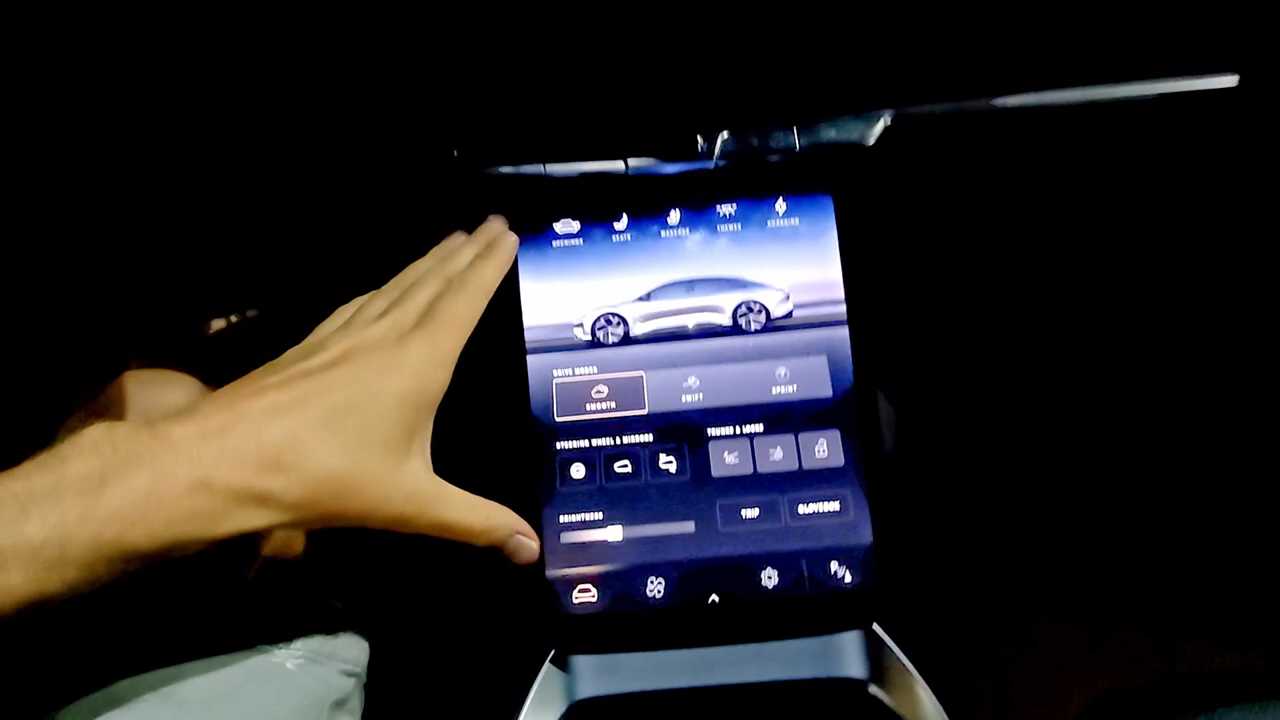 OPENINGS SEATS MASSAGE THEMES CHARGING
DRIVE MODES
SMOOTH SWIFT SPRINT
STEERING WHEEL & MIRRORS TRUNKS & LOCKS
BRIGHTNESS TRIP GLOVEBOX
P